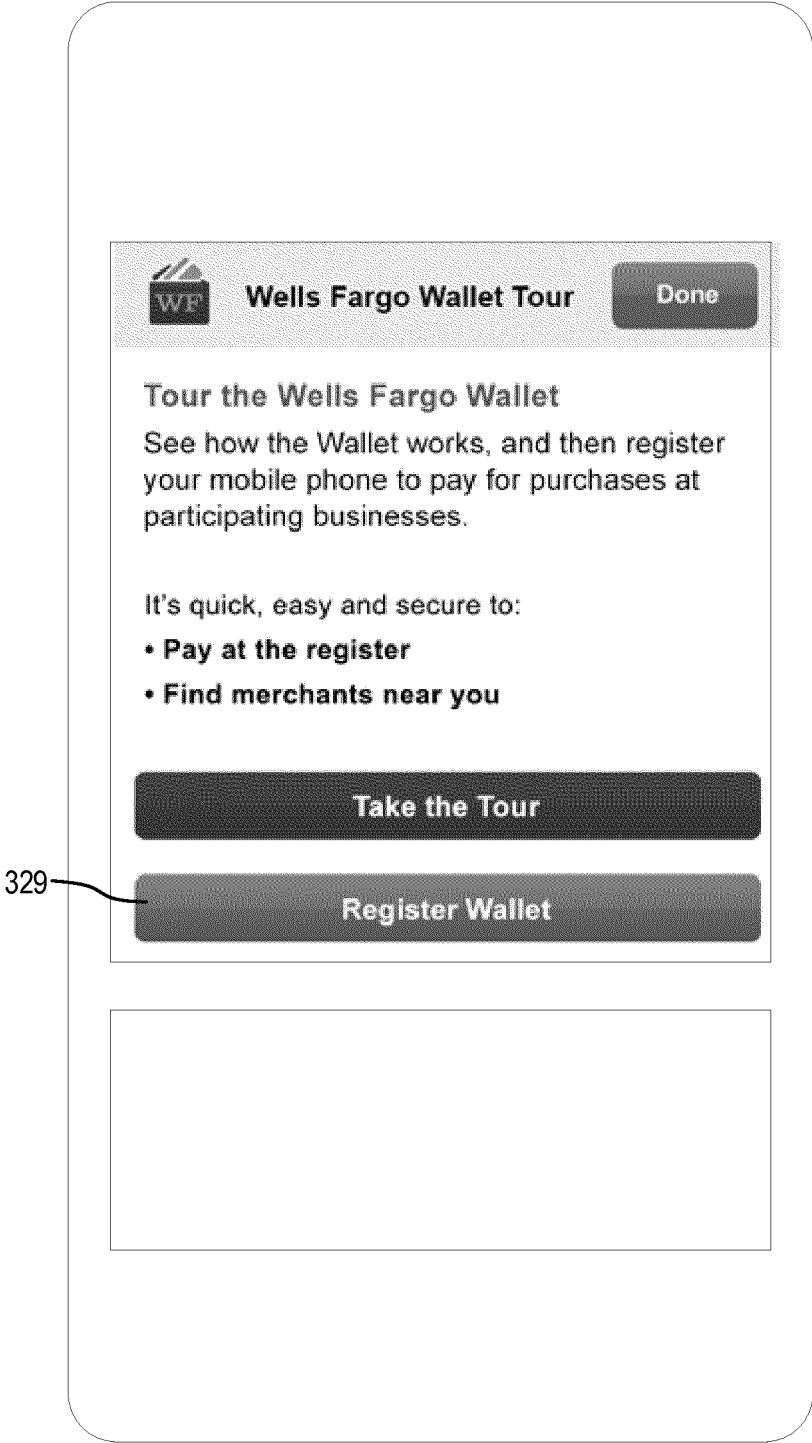 WF
Wells Fargo Wallet Tour
Done
Tour the Wells Fargo Wallet
See how the Wallet works, and then register
your mobile phone to pay for purchases at
participating businesses.
It's quick, easy and secure to:
• Pay at the register
• Find merchants near you
Take the Tour
329
Register Wallet